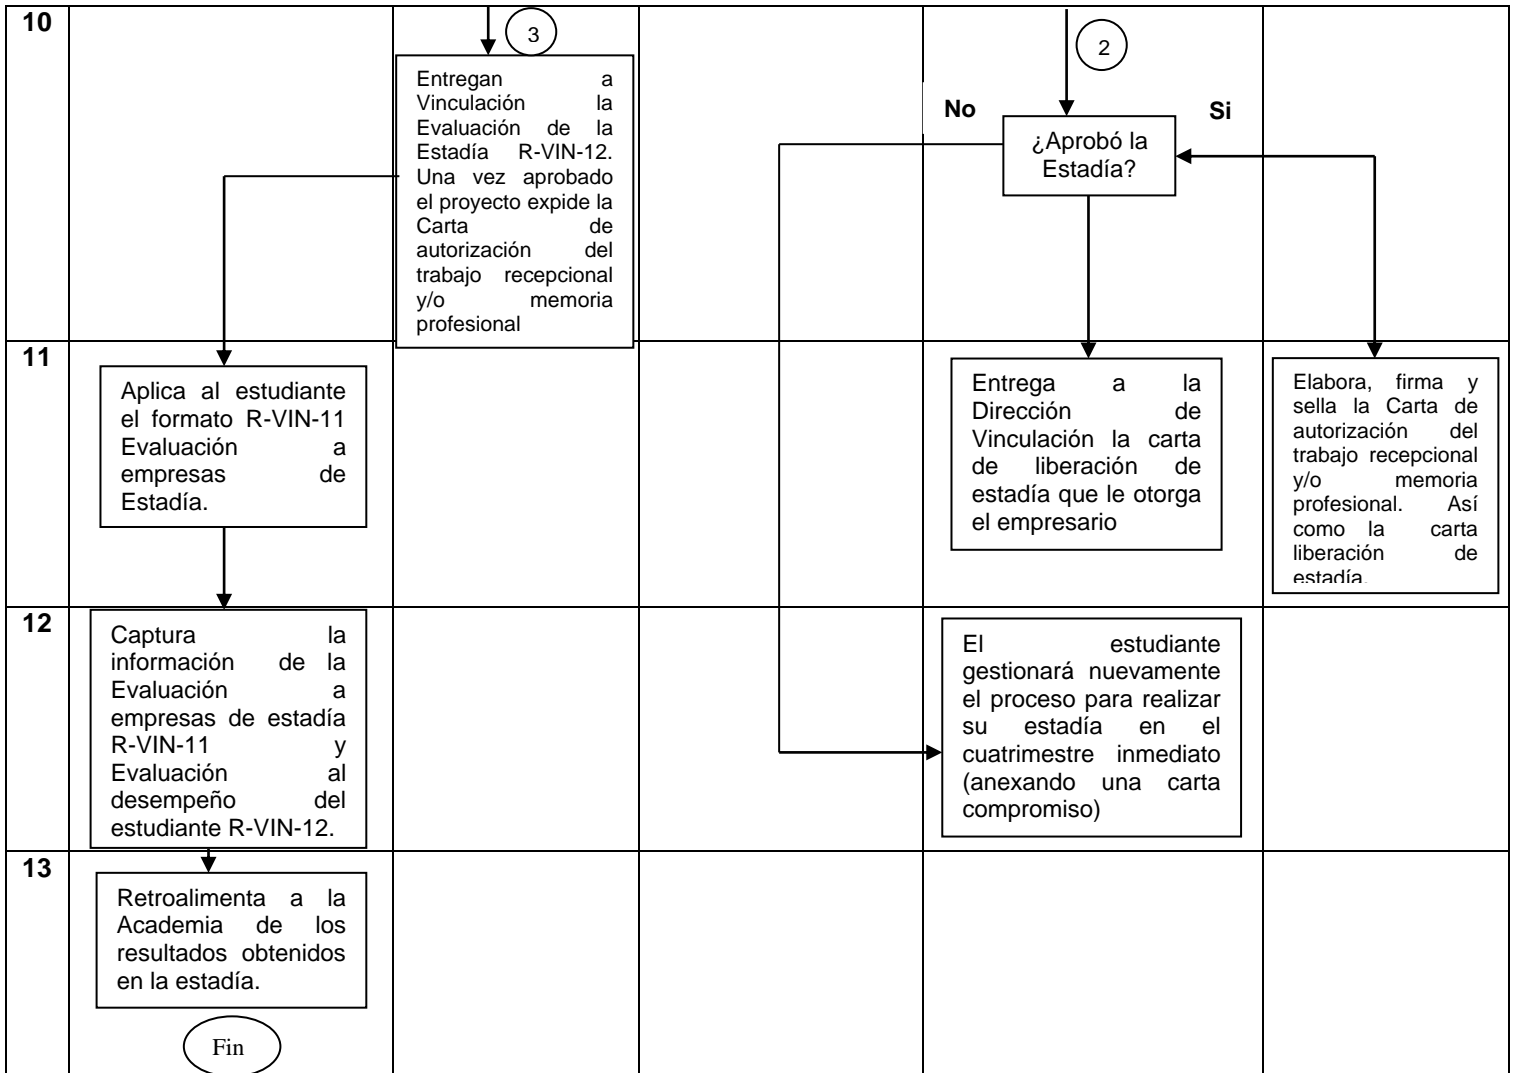 10
3
Entregan a
Vinculación la
Evaluación de la
Estadía R-VIN-12.
Una vez aprobado
el proyecto expide la
Carta de
autorización del
trabajo recepcional
y/o memoria
profesional
2
No
Si
¿Aprobó la
Estadía?
11
Aplica al estudiante
el formato R-VIN-11
Evaluación a
empresas de
Estadía.
Entrega a la
Dirección de
Vinculación la carta
de liberación de
estadía que le otorga
el empresario
Elabora, firma y
sella la Carta de
autorización del
trabajo recepcional
y/o memoria
profesional. Así
como la carta
liberación de
estadía.
12
Captura la
información de la
Evaluación a
empresas de estadía
R-VIN-11 y
Evaluación al
desempeño del
estudiante R-VIN-12.
El estudiante
gestionará nuevamente
el proceso para realizar
su estadía en el
cuatrimestre inmediato
(anexando una carta
compromiso)
13
Retroalimenta a la
Academia de los
resultados obtenidos
en la estadía.
Fin